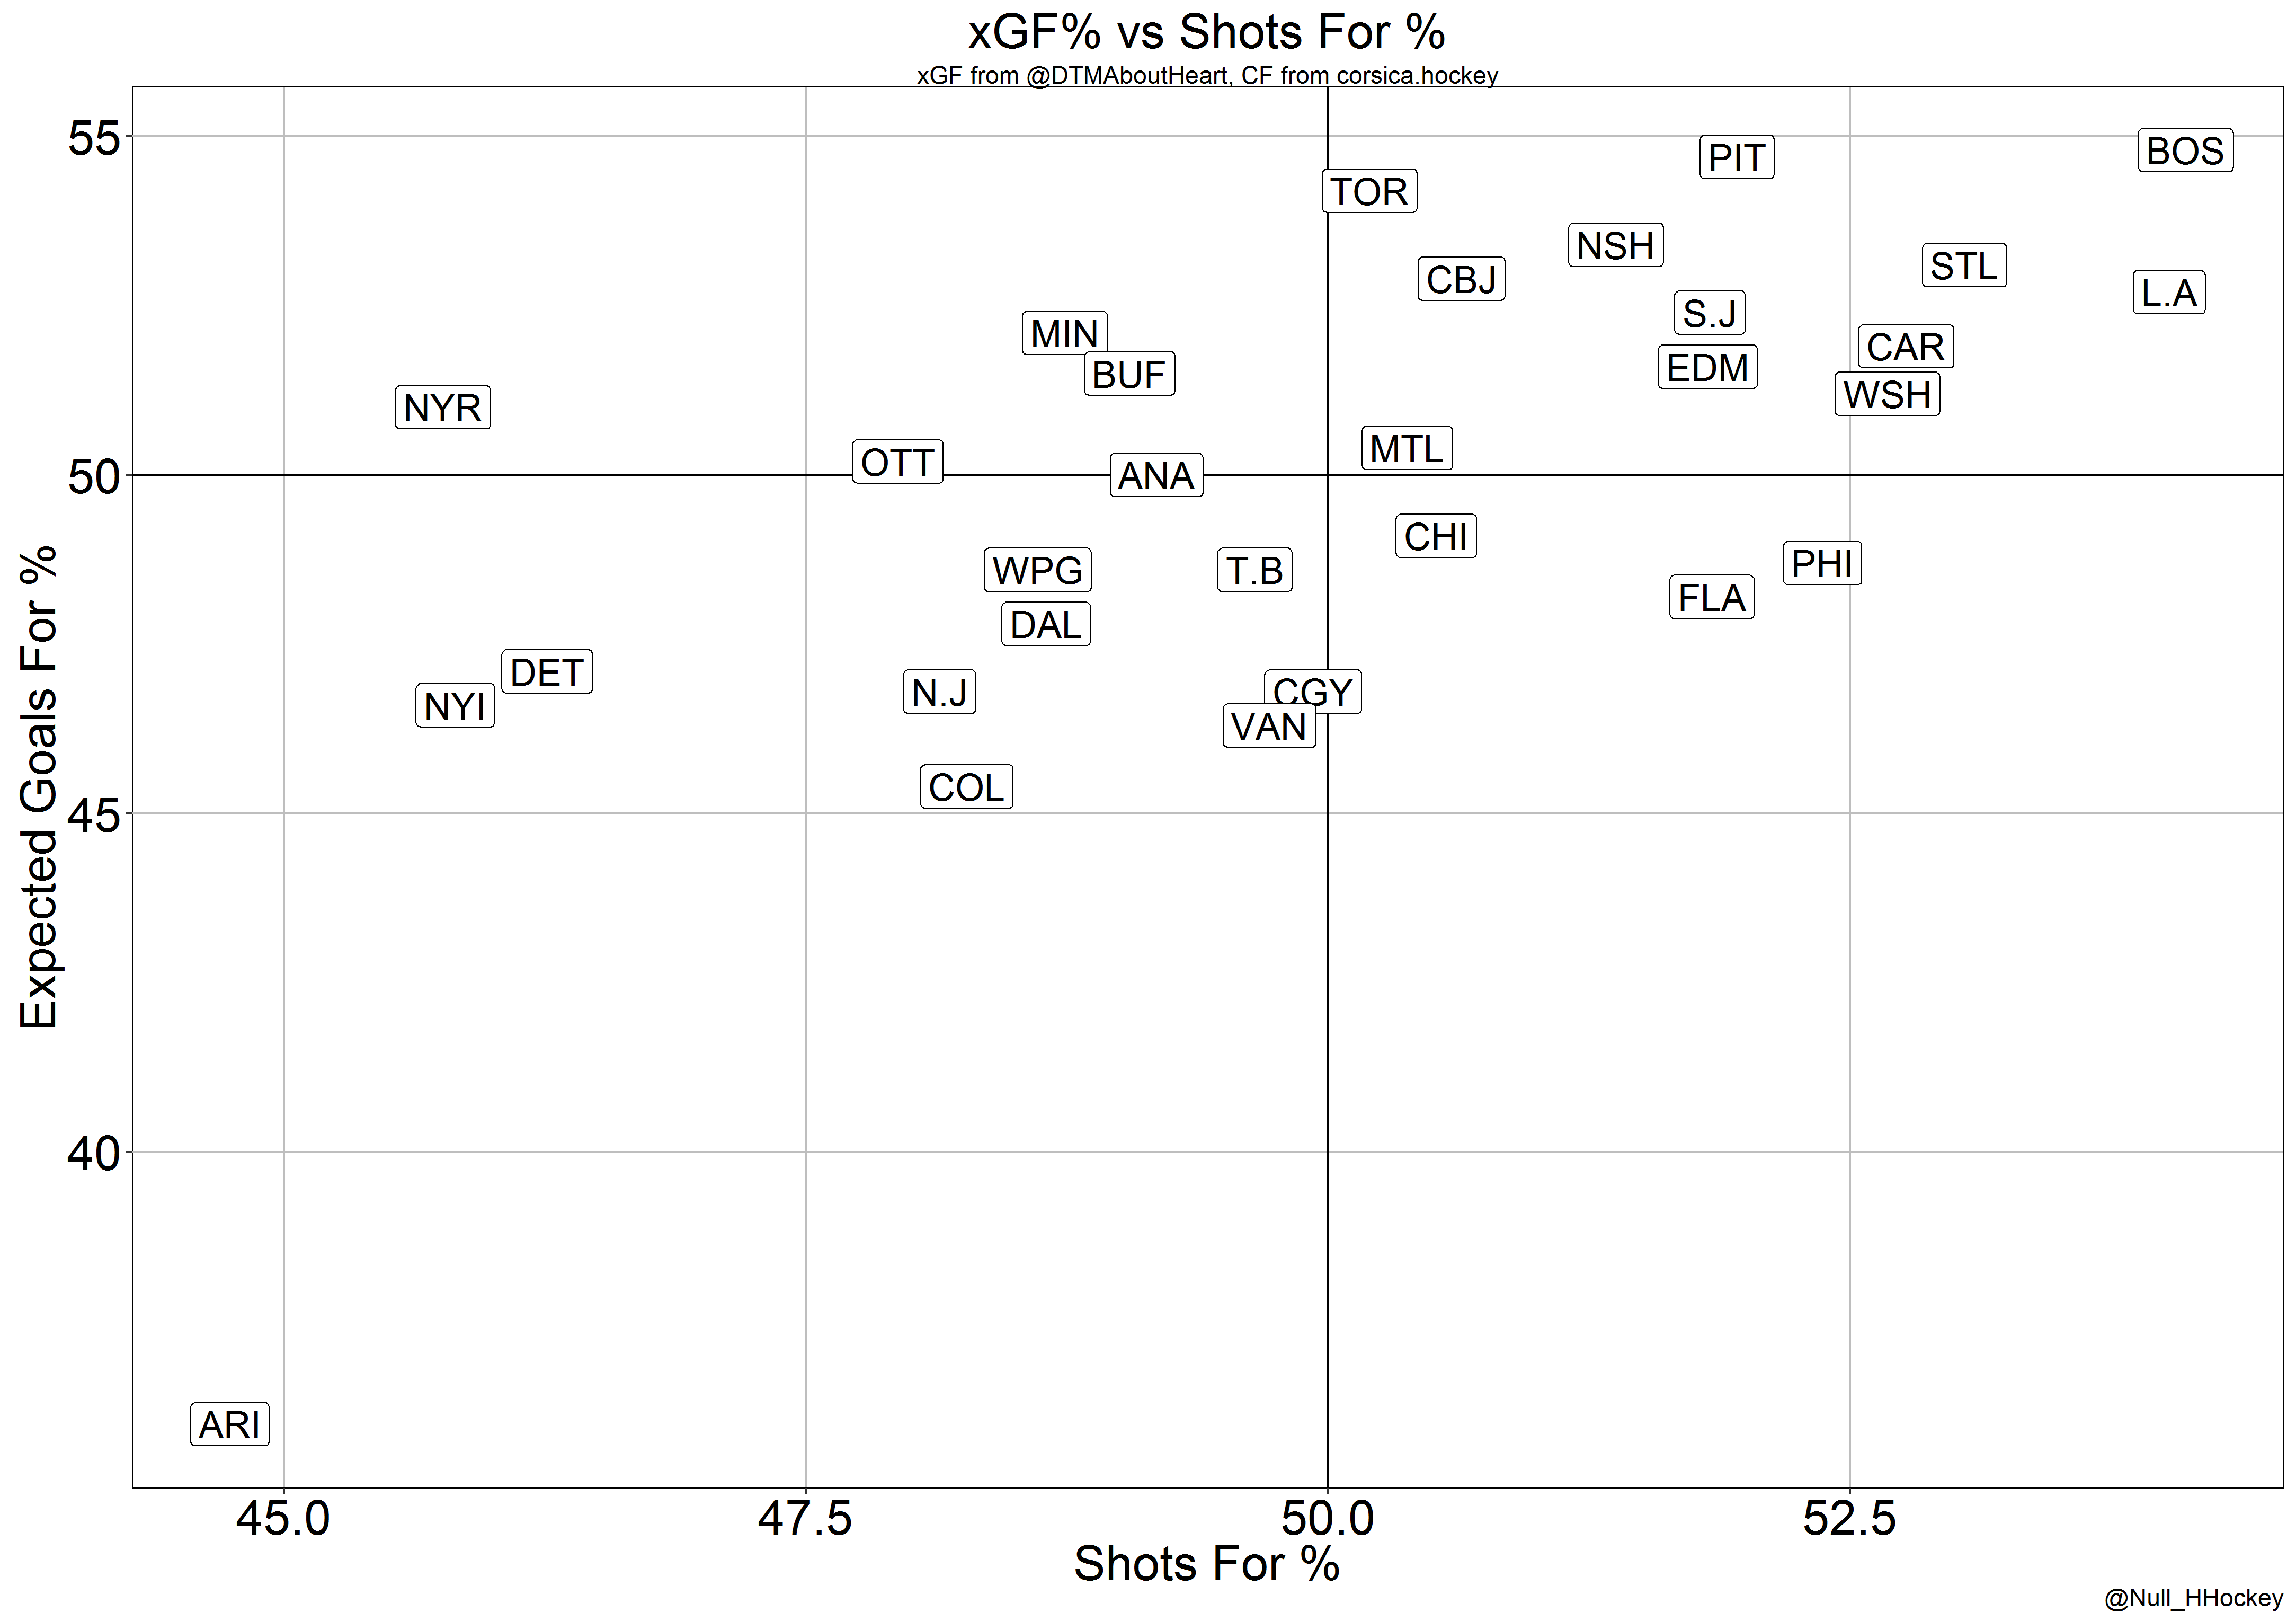 xGF% vs Shots For %
xGF from @DTMAboutHeart, CF from corsica.hockey
55
BOS
PIT
TOR
NSH
STL
CBJ
L.A
S.J
MIN
CAR
EDM
BUF
WSH
NYR
MTL
OTT
50
ANA
CHI
PHI
WPG
T.B
FLA
DAL
DET
N.J
CGY
NYI
VAN
COL
45
40
ARI
Expected Goals For %
45.0
47.5
50.0
52.5
Shots For %
@Null_HHockey